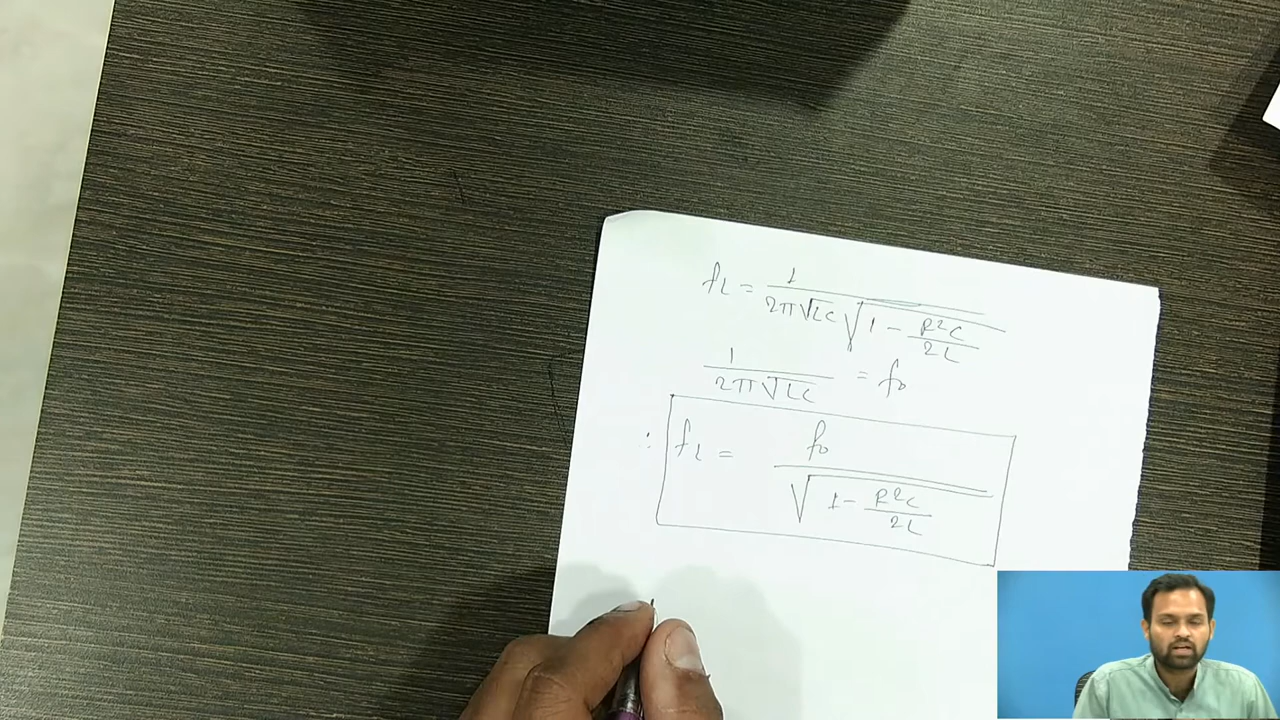 fL = 1 / 2π√LC √1 - R²C / 2L
1 / 2π√LC = f0
∴ fL = f0 / √1 - R²C / 2L